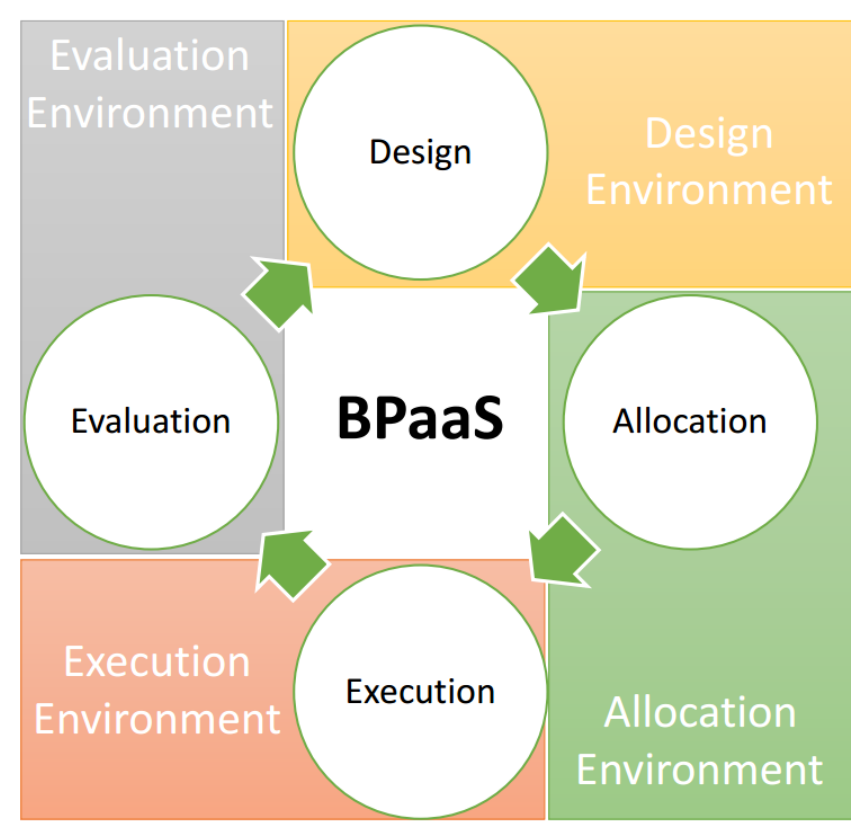 Evaluation
Environment
Design
Design
Environment
Evaluation
BPaaS
Allocation
Execution
Environment
Execution
Allocation
Environment